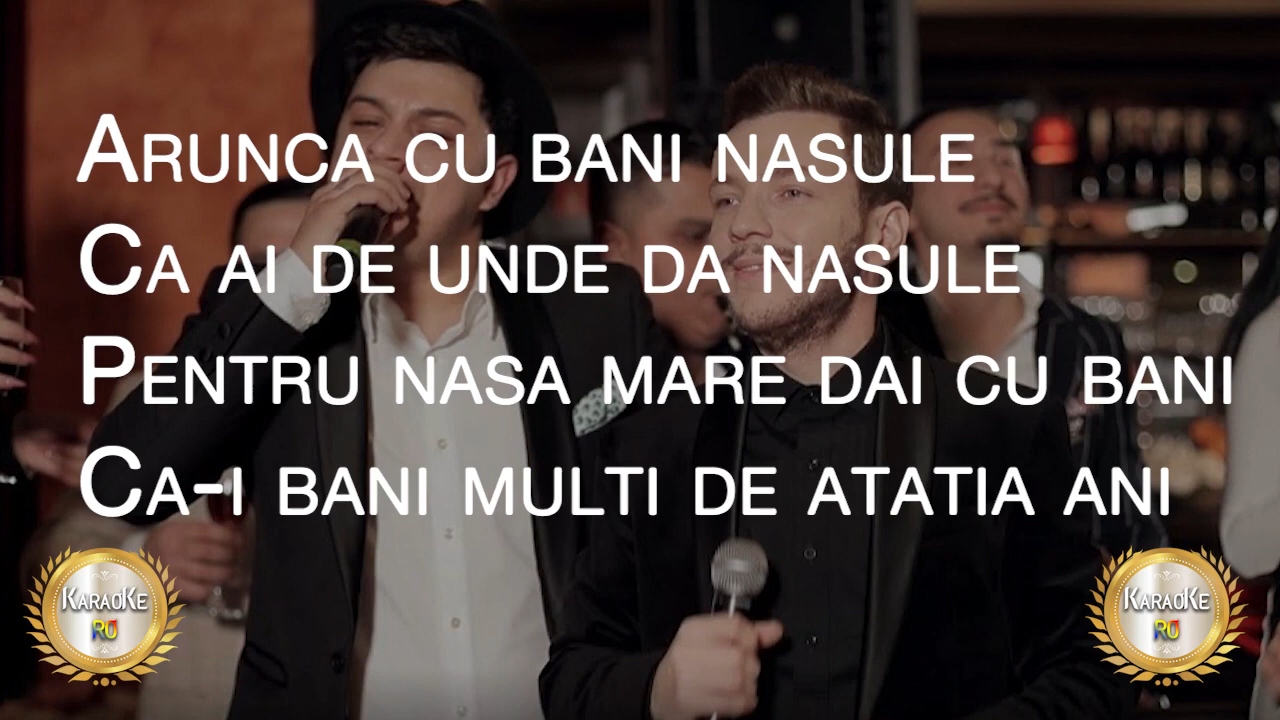 Arunca cu bani nasule
Ca ai de unde da nasule
Pentru nasa mare dai cu bani
Ca-i bani multi de atatia ani
KaraoKe
RO
KaraoKe
RO